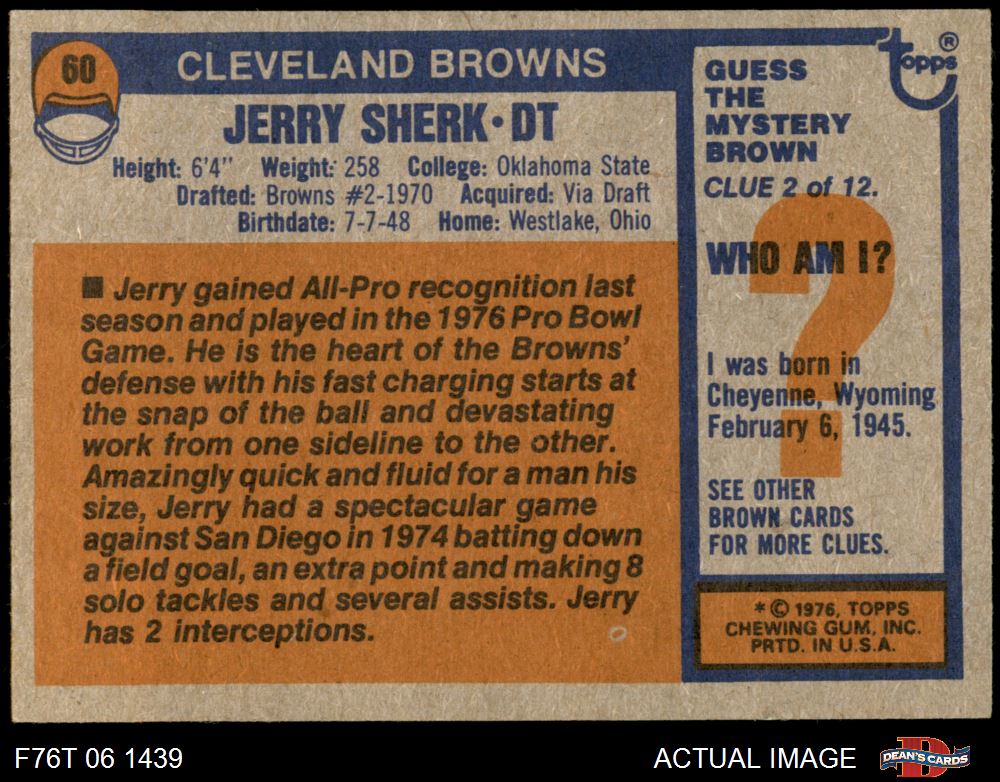 60
CLEVELAND BROWNS
JERRY SHERK • DT
Height: 6'4" Weight: 258 College: Oklahoma State
Drafted: Browns #2-1970 Acquired: Via Draft
Birthdate: 7-7-48 Home: Westlake, Ohio
■ Jerry gained All-Pro recognition last
season and played in the 1976 Pro Bowl
Game. He is the heart of the Browns'
defense with his fast charging starts at
the snap of the ball and devastating
work from one sideline to the other.
Amazingly quick and fluid for a man his
size, Jerry had a spectacular game
against San Diego in 1974 batting down
a field goal, an extra point and making 8
solo tackles and several assists. Jerry
has 2 interceptions.
topps®
GUESS
THE
MYSTERY
BROWN
CLUE 2 of 12.
WHO AM I?
?
I was born in
Cheyenne, Wyoming
February 6, 1945.
SEE OTHER
BROWN CARDS
FOR MORE CLUES.
* © 1976, TOPPS
CHEWING GUM, INC.
PRTD. IN U.S.A.
F76T 06 1439
ACTUAL IMAGE
D
DEAN'S CARDS